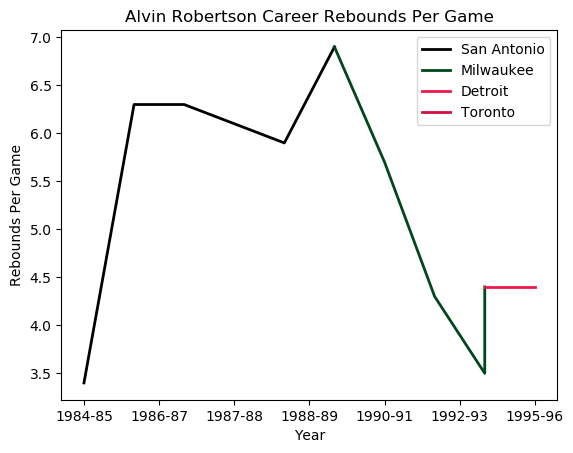 Alvin Robertson Career Rebounds Per Game
San Antonio
Milwaukee
Detroit
Toronto
Rebounds Per Game
7.0
6.5
6.0
5.5
5.0
4.5
4.0
3.5
1984-85 1986-87 1987-88 1988-89 1990-91 1992-93 1995-96
Year